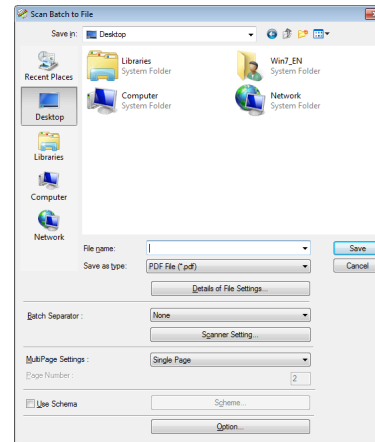 Scan Batch to File
Save in:
Desktop
Recent Places
Desktop
Libraries
Computer
Network
Libraries
System Folder
Win7_EN
System Folder
Computer
System Folder
Network
System Folder
File name:
Save
Save as type:
PDF File (*.pdf)
Cancel
Details of File Settings...
Batch Separator :
None
Scanner Setting...
MultiPage Settings :
Single Page
Page Number :
2
Use Schema
Scheme...
Option...